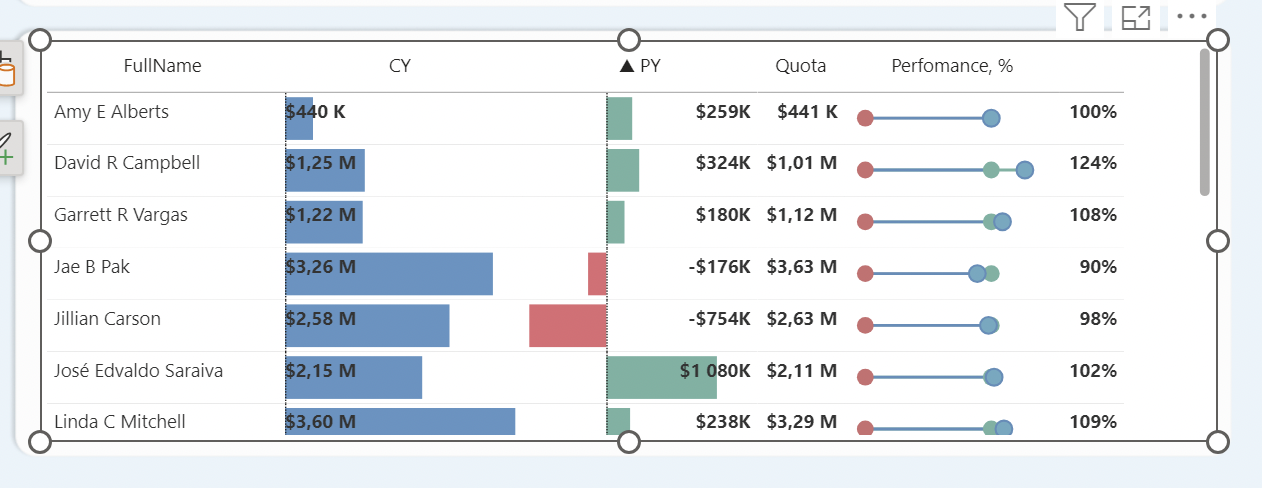 FullName CY ▲ PY Quota Perfomance, %
Amy E Alberts $440 K $259K $441 K 100%
David R Campbell $1,25 M $324K $1,01 M 124%
Garrett R Vargas $1,22 M $180K $1,12 M 108%
Jae B Pak $3,26 M -$176K $3,63 M 90%
Jillian Carson $2,58 M -$754K $2,63 M 98%
José Edvaldo Saraiva $2,15 M $1 080K $2,11 M 102%
Linda C Mitchell $3,60 M $238K $3,29 M 109%